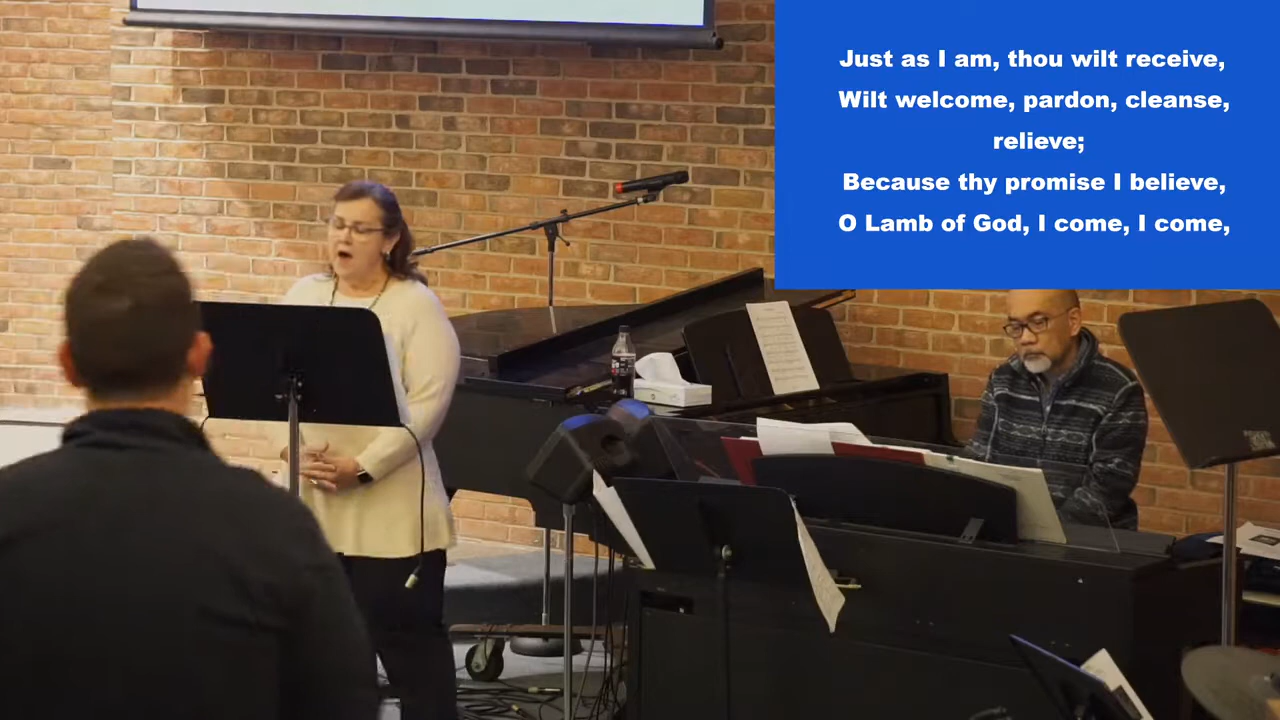 Just as I am, thou wilt receive,
Wilt welcome, pardon, cleanse,
relieve;
Because thy promise I believe,
O Lamb of God, I come, I come,